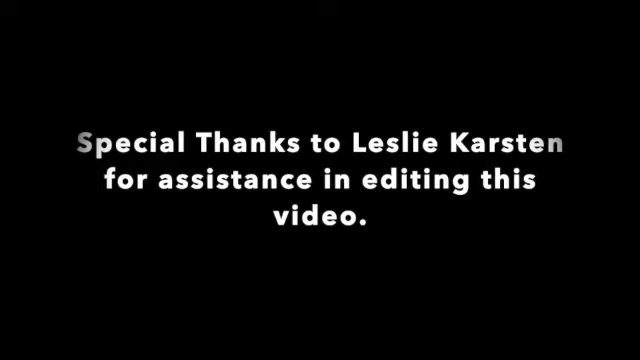 Special Thanks to Leslie Karsten
for assistance in editing this
video.